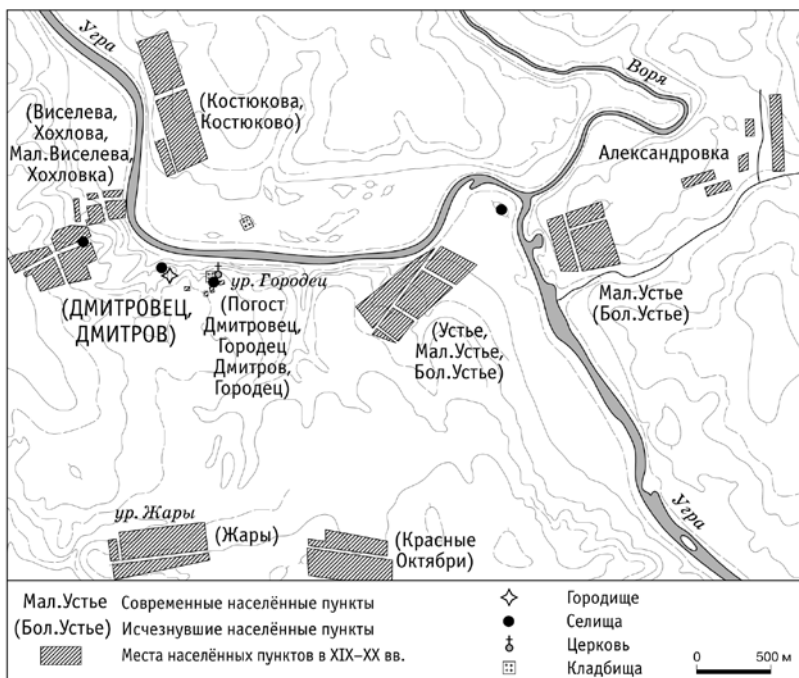 Угра
Воря
(Костюкова,
Костюково)
(Виселева,
Хохлова,
Мал.Виселева,
Хохловка)
Александровка
ур. Городец
(ДМИТРОВЕЦ,
ДМИТРОВ)
(Погост
Дмитровец,
Городец
Дмитров,
Городец)
(Устье,
Мал.Устье,
Бол.Устье)
Мал.Устье
(Бол.Устье)
Угра
ур. Жары
(Жары)
(Красные
Октябри)
Мал.Устье Современные населённые пункты
(Бол.Устье) Исчезнувшие населённые пункты
Места населённых пунктов в XIX–XX вв.
Городище
Селища
Церковь
Кладбища
0 500 м